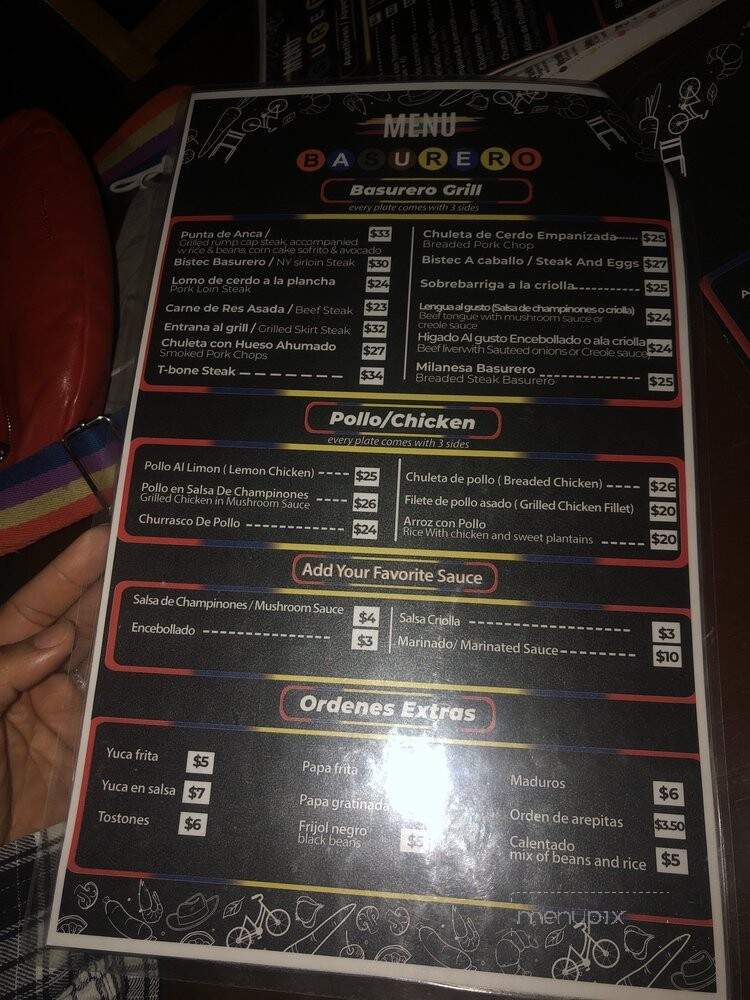 MENU
BASURERO
Basurero Grill
every plate comes with 3 sides
Punta de Anca / $33
Grilled rump cap steak, accompanied
w rice & beans, corn cake sofrito & avocado
Bistec Basurero / NY sirloin Steak $30
Lomo de cerdo a la plancha $24
Pork Loin Steak
Carne de Res Asada / Beef Steak $23
Entrana al grill / Grilled Skirt Steak $32
Chuleta con Hueso Ahumado $27
Smoked Pork Chops
T-bone Steak $34
Chuleta de Cerdo Empanizada $25
Breaded Pork Chop
Bistec A caballo / Steak And Eggs $27
Sobrebarriga a la criolla $25
Lengua al gusto (Salsa de champinones o criolla)
Beef tongue with mushroom sauce or $24
creole sauce
Higado Al gusto Encebollado o ala criolla $24
Beef liverwith Sauteed onions or Creole sauce
Milanesa Basurero $25
Breaded Steak Basurero
Pollo/Chicken
every plate comes with 3 sides
Pollo Al Limon ( Lemon Chicken) $25
Pollo en Salsa De Champinones $26
Grilled Chicken in Mushroom Sauce
Churrasco De Pollo $24
Chuleta de pollo ( Breaded Chicken) $26
Filete de pollo asado ( Grilled Chicken Fillet) $20
Arroz con Pollo
Rice With chicken and sweet plantains $20
Add Your Favorite Sauce
Salsa de Champinones / Mushroom Sauce $4
Encebollado $3
Salsa Criolla $3
Marinado/ Marinated Sauce $10
Ordenes Extras
Yuca frita $5
Yuca en salsa $7
Tostones $6
Papa frita
Papa gratinada
Frijol negro $5
black beans
Maduros $6
Orden de arepitas $3.50
Calentado $5
mix of beans and rice
menupix